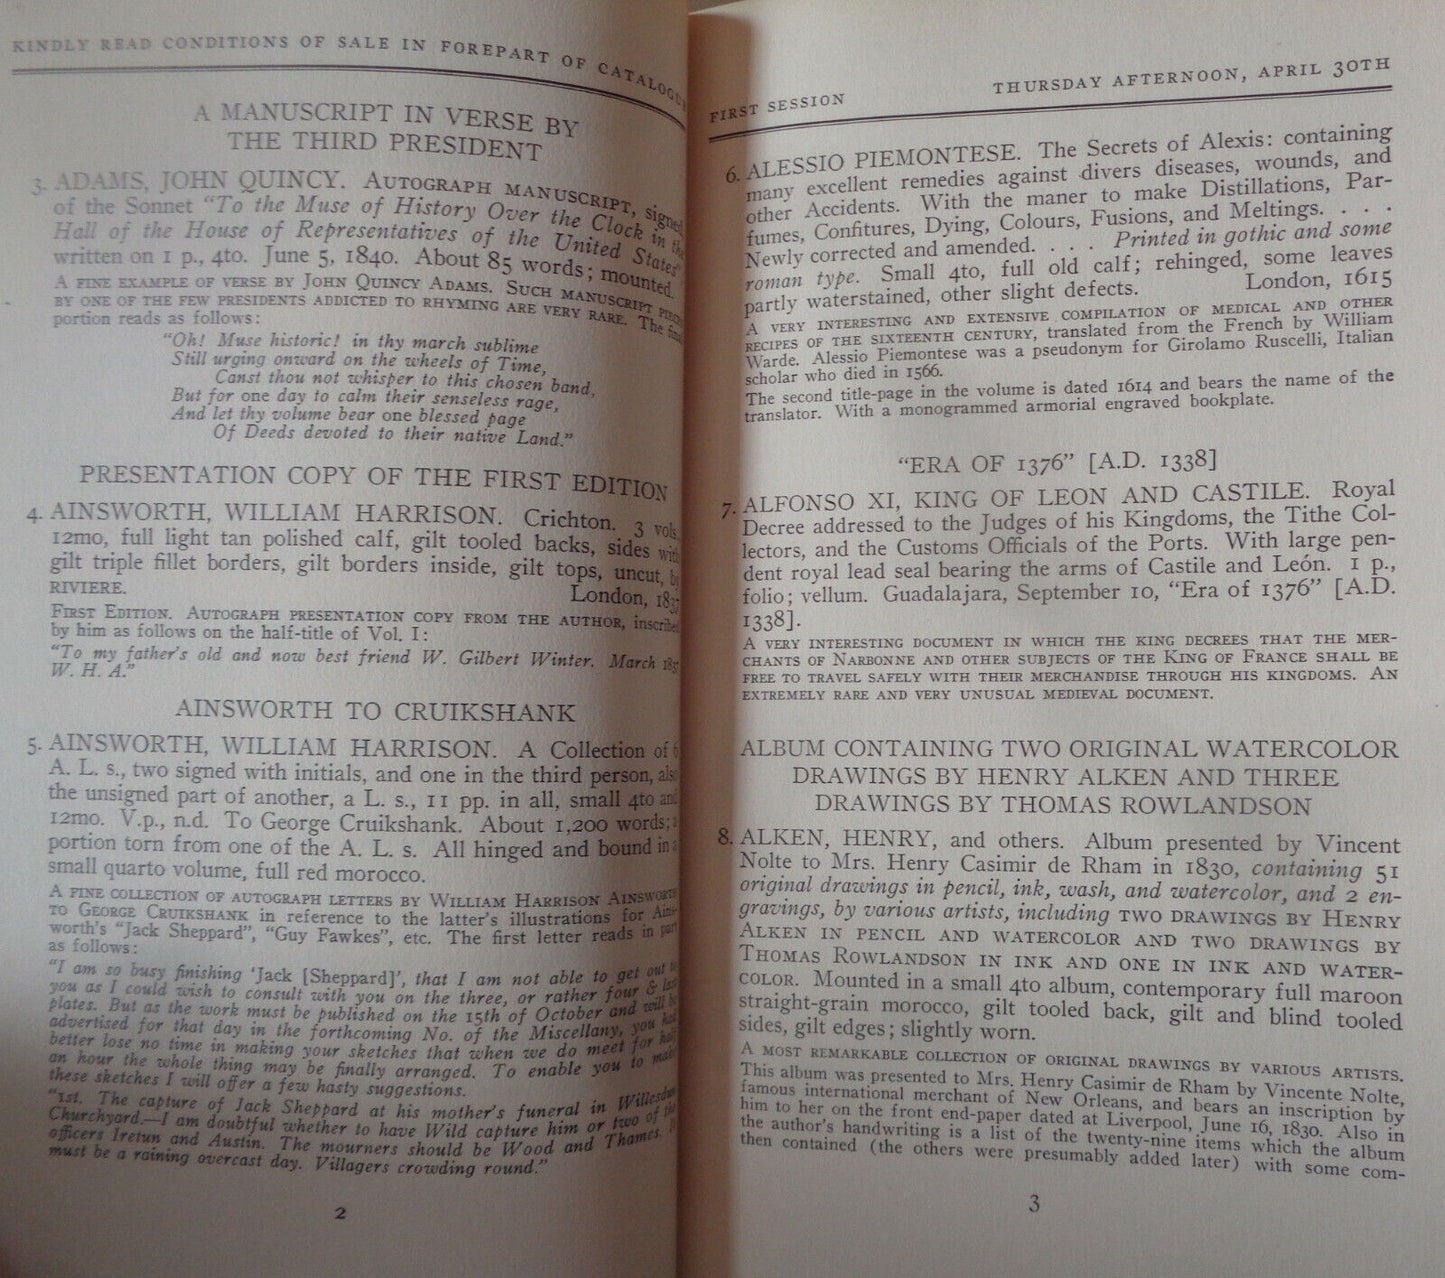 KINDLY READ CONDITIONS OF SALE IN FOREPART OF CATALOGUE
A MANUSCRIPT IN VERSE BY
THE THIRD PRESIDENT
3. ADAMS, JOHN QUINCY. AUTOGRAPH MANUSCRIPT, signed,
of the Sonnet "To the Muse of History Over the Clock in the
Hall of the House of Representatives of the United States"
written on 1 p., 4to. June 5, 1840. About 85 words; mounted.
A FINE EXAMPLE OF VERSE BY JOHN QUINCY ADAMS. SUCH MANUSCRIPT PIECES
BY ONE OF THE FEW PRESIDENTS ADDICTED TO RHYMING ARE VERY RARE. The final
portion reads as follows:
"Oh! Muse historic! in thy march sublime
Still urging onward on the wheels of Time,
Canst thou not whisper to this chosen band,
But for one day to calm their senseless rage,
And let thy volume bear one blessed page
Of Deeds devoted to their native Land."
PRESENTATION COPY OF THE FIRST EDITION
4. AINSWORTH, WILLIAM HARRISON. Crichton. 3 vols.
12mo, full light tan polished calf, gilt tooled backs, sides with
gilt triple fillet borders, gilt borders inside, gilt tops, uncut, by
RIVIERE. London, 1837
FIRST EDITION. AUTOGRAPH PRESENTATION COPY FROM THE AUTHOR, inscribed
by him as follows on the half-title of Vol. I:
"To my father's old and now best friend W. Gilbert Winter. March
W. H. A."
AINSWORTH TO CRUIKSHANK
5. AINSWORTH, WILLIAM HARRISON. A Collection of 6
A. L. s., two signed with initials, and one in the third person, also
the unsigned part of another, a L. s., 11 pp. in all, small 4to and
12mo. V.p., n.d. To George Cruikshank. About 1,200 words; a
portion torn from one of the A. L. s. All hinged and bound in a
small quarto volume, full red morocco.
A FINE COLLECTION OF AUTOGRAPH LETTERS BY WILLIAM HARRISON AINSWORTH
TO GEORGE CRUIKSHANK in reference to the latter's illustrations for Ains-
worth's "Jack Sheppard", "Guy Fawkes", etc. The first letter reads in part
as follows:
"I am so busy finishing 'Jack [Sheppard]', that I am not able to get out to
you as I could wish to consult with you on the three, or rather four & last
plates. But as the work must be published on the 15th of October and will be
advertised for that day in the forthcoming No. of the Miscellany, you had
better lose no time in making your sketches that when we do meet for half
an hour the whole thing may be finally arranged. To enable you to make
these sketches I will offer a few hasty suggestions.
"1st. The capture of Jack Sheppard at his mother's funeral in Willesden
Churchyard.—I am doubtful whether to have Wild capture him or two of the
officers Iretun and Austin. The mourners should be Wood and Thames. It
must be a raining overcast day. Villagers crowding round."
2
FIRST SESSION THURSDAY AFTERNOON, APRIL 30TH
6. ALESSIO PIEMONTESE. The Secrets of Alexis: containing
many excellent remedies against divers diseases, wounds, and
other Accidents. With the maner to make Distillations, Par-
fumes, Confitures, Dying, Colours, Fusions, and Meltings. . . .
Newly corrected and amended. . . . Printed in gothic and some
roman type. Small 4to, full old calf; rehinged, some leaves
partly waterstained, other slight defects. London, 1615
A VERY INTERESTING AND EXTENSIVE COMPILATION OF MEDICAL AND OTHER
RECIPES OF THE SIXTEENTH CENTURY, translated from the French by William
Warde. Alessio Piemontese was a pseudonym for Girolamo Ruscelli, Italian
scholar who died in 1566.
The second title-page in the volume is dated 1614 and bears the name of the
translator. With a monogrammed armorial engraved bookplate.
"ERA OF 1376" [A.D. 1338]
7. ALFONSO XI, KING OF LEON AND CASTILE. Royal
Decree addressed to the Judges of his Kingdoms, the Tithe Col-
lectors, and the Customs Officials of the Ports. With large pen-
dent royal lead seal bearing the arms of Castile and León. 1 p.,
folio; vellum. Guadalajara, September 10, "Era of 1376" [A.D.
1338].
A VERY INTERESTING DOCUMENT IN WHICH THE KING DECREES THAT THE MER-
CHANTS OF NARBONNE AND OTHER SUBJECTS OF THE KING OF FRANCE SHALL BE
FREE TO TRAVEL SAFELY WITH THEIR MERCHANDISE THROUGH HIS KINGDOMS. AN
EXTREMELY RARE AND VERY UNUSUAL MEDIEVAL DOCUMENT.
ALBUM CONTAINING TWO ORIGINAL WATERCOLOR
DRAWINGS BY HENRY ALKEN AND THREE
DRAWINGS BY THOMAS ROWLANDSON
8. ALKEN, HENRY, and others. Album presented by Vincent
Nolte to Mrs. Henry Casimir de Rham in 1830, containing 51
original drawings in pencil, ink, wash, and watercolor, and 2 en-
gravings, by various artists, including TWO DRAWINGS BY HENRY
ALKEN IN PENCIL AND WATERCOLOR AND TWO DRAWINGS BY
THOMAS ROWLANDSON IN INK AND ONE IN INK AND WATER-
COLOR. Mounted in a small 4to album, contemporary full maroon
straight-grain morocco, gilt tooled back, gilt and blind tooled
sides, gilt edges; slightly worn.
A MOST REMARKABLE COLLECTION OF ORIGINAL DRAWINGS BY VARIOUS ARTISTS.
This album was presented to Mrs. Henry Casimir de Rham by Vincente Nolte,
famous international merchant of New Orleans, and bears an inscription by
him to her on the front end-paper dated at Liverpool, June 16, 1830. Also in
the author's handwriting is a list of the twenty-nine items which the album
then contained (the others were presumably added later) with some com-
3